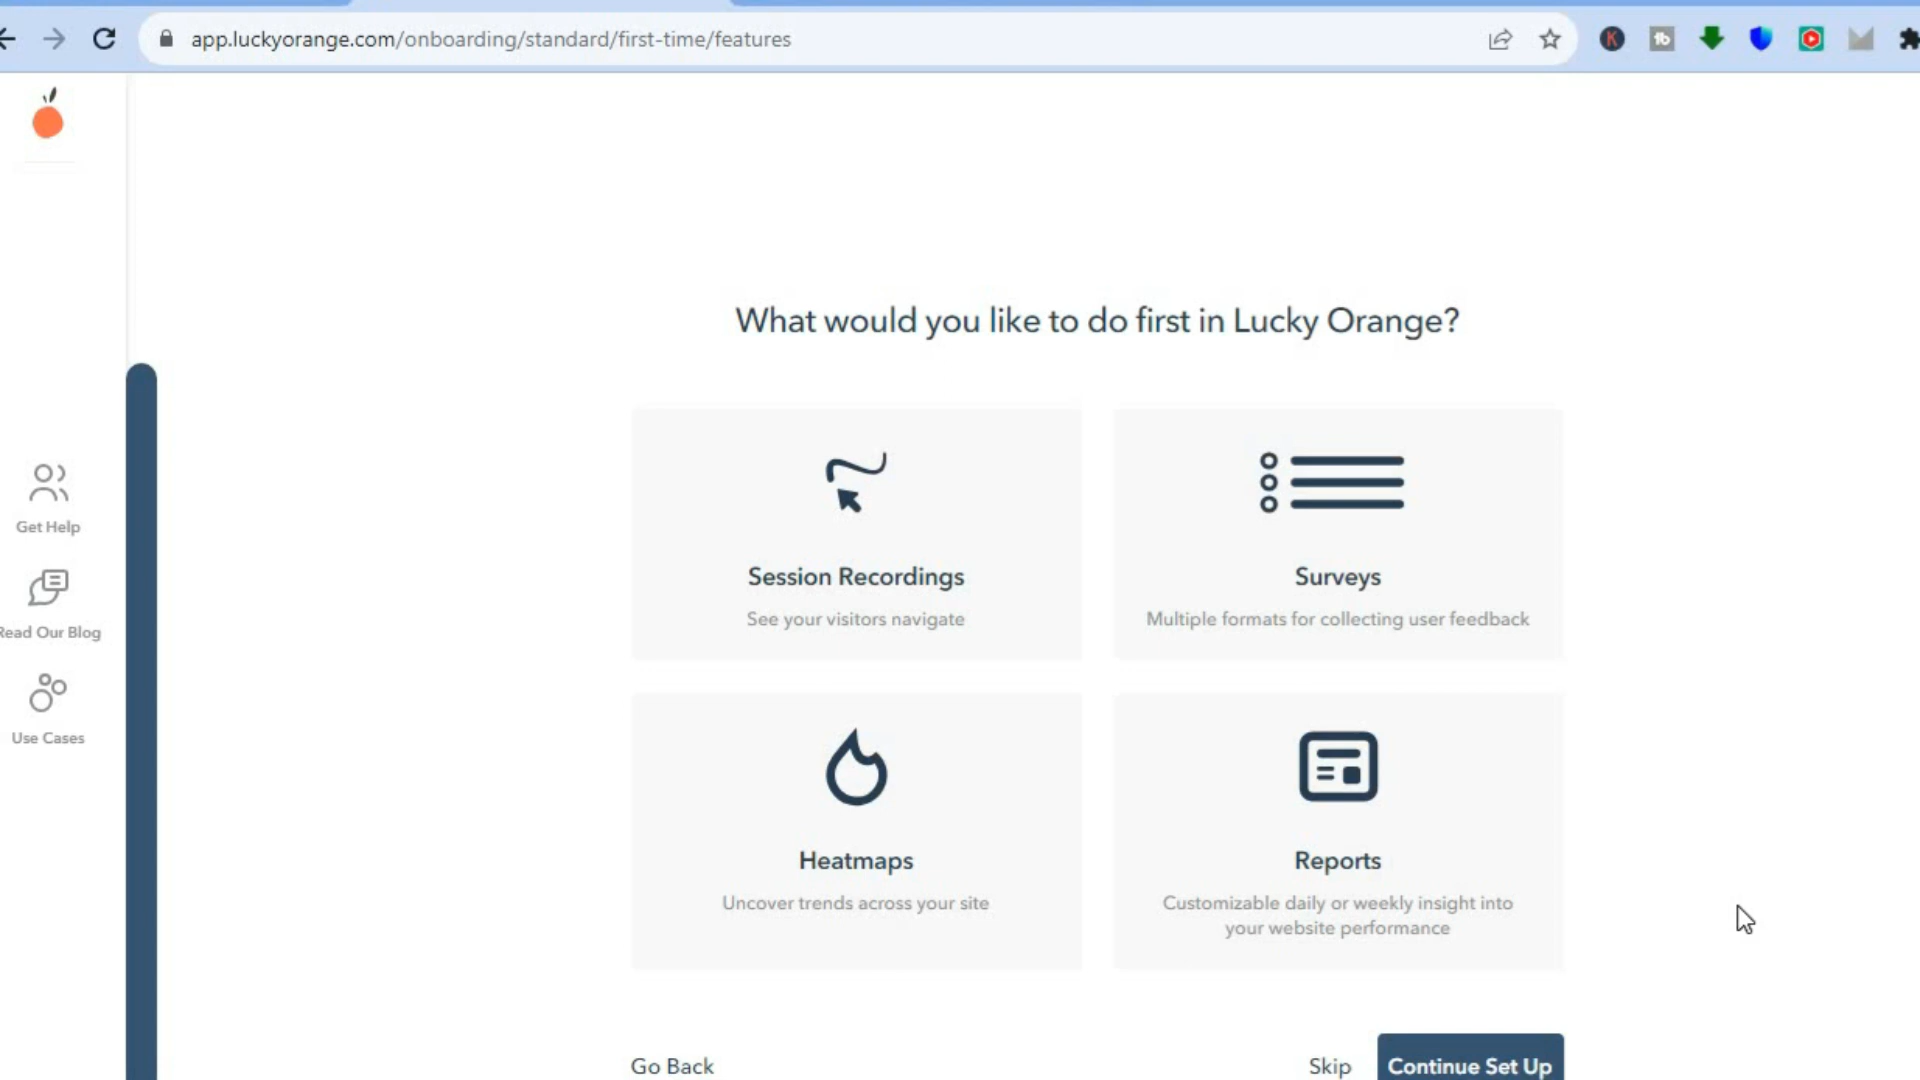 app.luckyorange.com/onboarding/standard/first-time/features
What would you like to do first in Lucky Orange?
Session Recordings
See your visitors navigate
Surveys
Multiple formats for collecting user feedback
Heatmaps
Uncover trends across your site
Reports
Customizable daily or weekly insight into
your website performance
Get Help
Read Our Blog
Use Cases
Go Back
Skip
Continue Set Up
K
tb